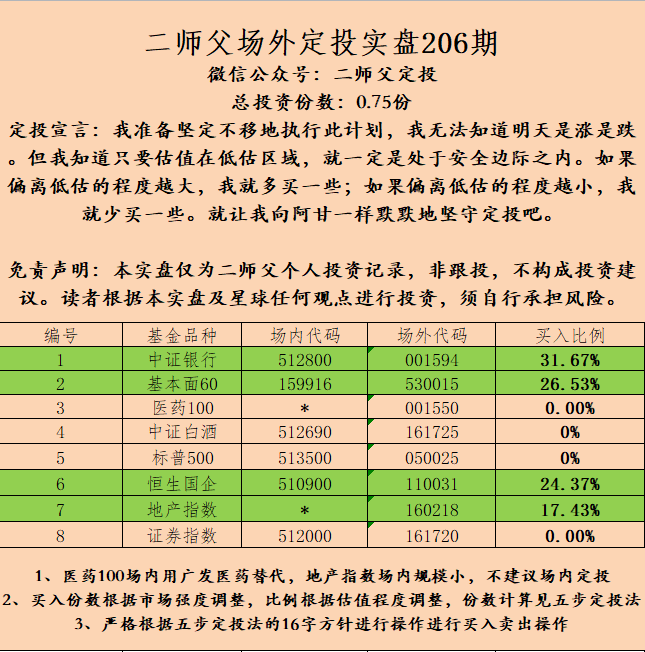 二师父场外定投实盘206期
微信公众号：二师父定投
总投资份数：0.75份
定投宣言：我准备坚定不移地执行此计划，我无法知道明天是涨是跌
。但我知道只要估值在低估区域，就一定是处于安全边际之内。如果
偏离低估的程度越大，我就多买一些；如果偏离低估的程度越小，我
就少买一些。就让我向阿甘一样默默地坚守定投吧。
免责声明：本实盘仅为二师父个人投资记录，非跟投，不构成投资建
议。读者根据本实盘及星球任何观点进行投资，须自行承担风险。
编号 基金品种 场内代码 场外代码 买入比例
1 中证银行 512800 001594 31.67%
2 基本面60 159916 530015 26.53%
3 医药100 * 001550 0.00%
4 中证白酒 512690 161725 0%
5 标普500 513500 050025 0%
6 恒生国企 510900 110031 24.37%
7 地产指数 * 160218 17.43%
8 证券指数 512000 161720 0.00%
1、医药100场内用广发医药替代，地产指数场内规模小，不建议场内定投
2、买入份数根据市场强度调整，比例根据估值程度调整，份数计算见五步定投法
3、严格根据五步定投法的16字方针进行操作进行买入卖出操作